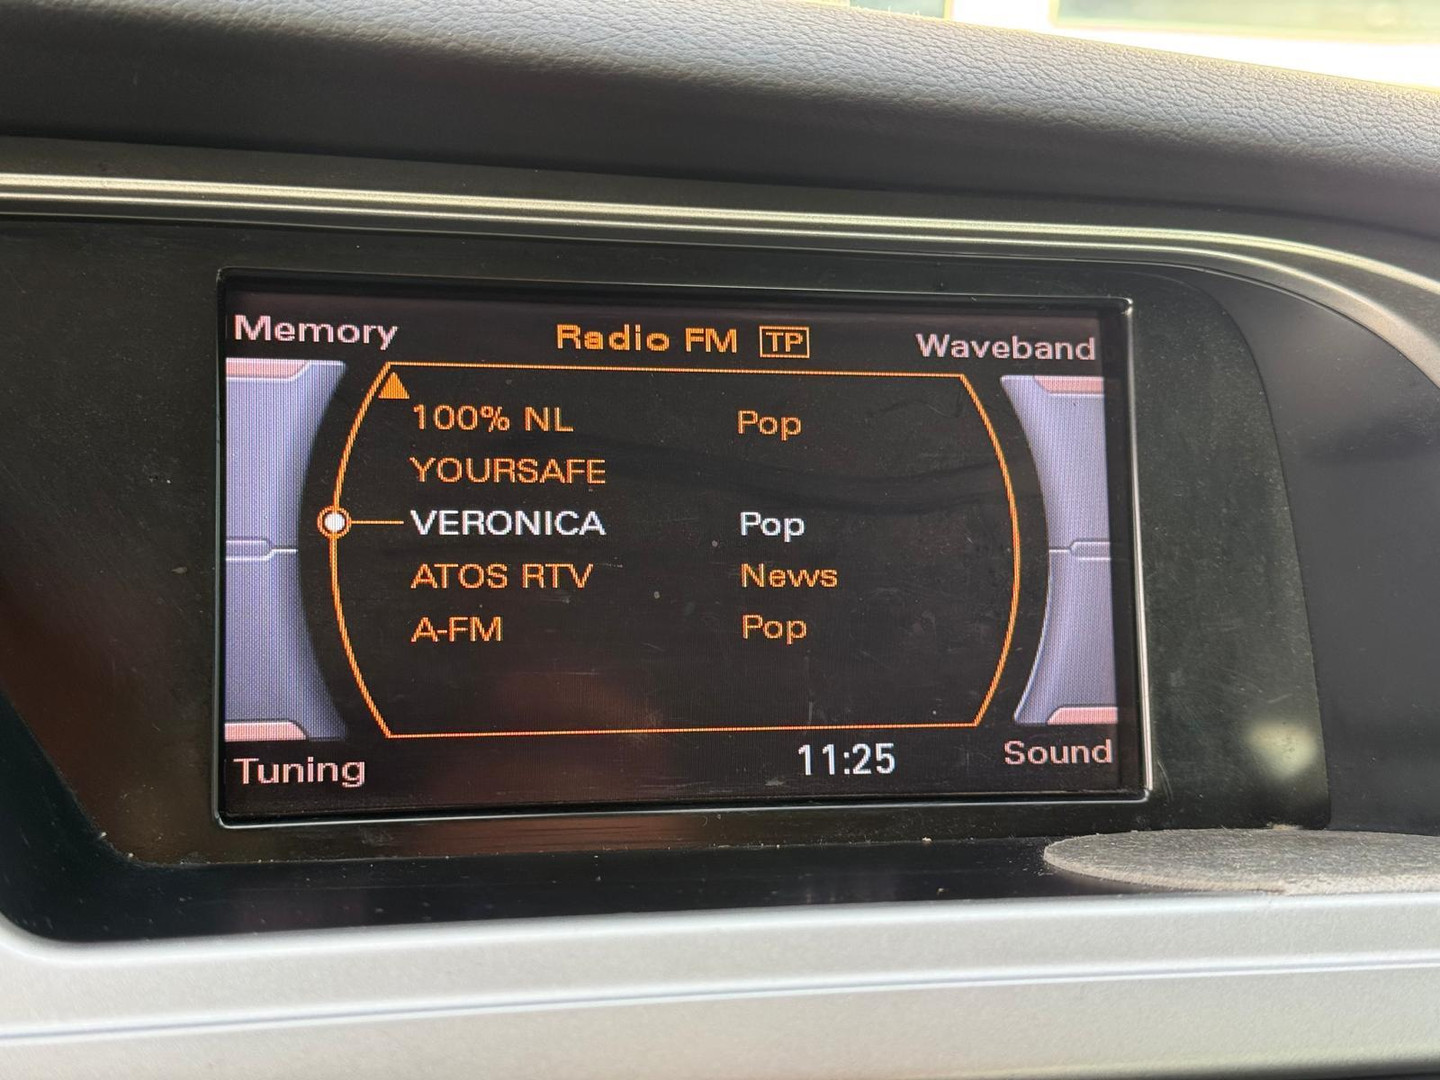 Memory Radio FM TP Waveband
100% NL Pop
YOURSAFE
VERONICA Pop
ATOS RTV News
A-FM Pop
Tuning 11:25 Sound